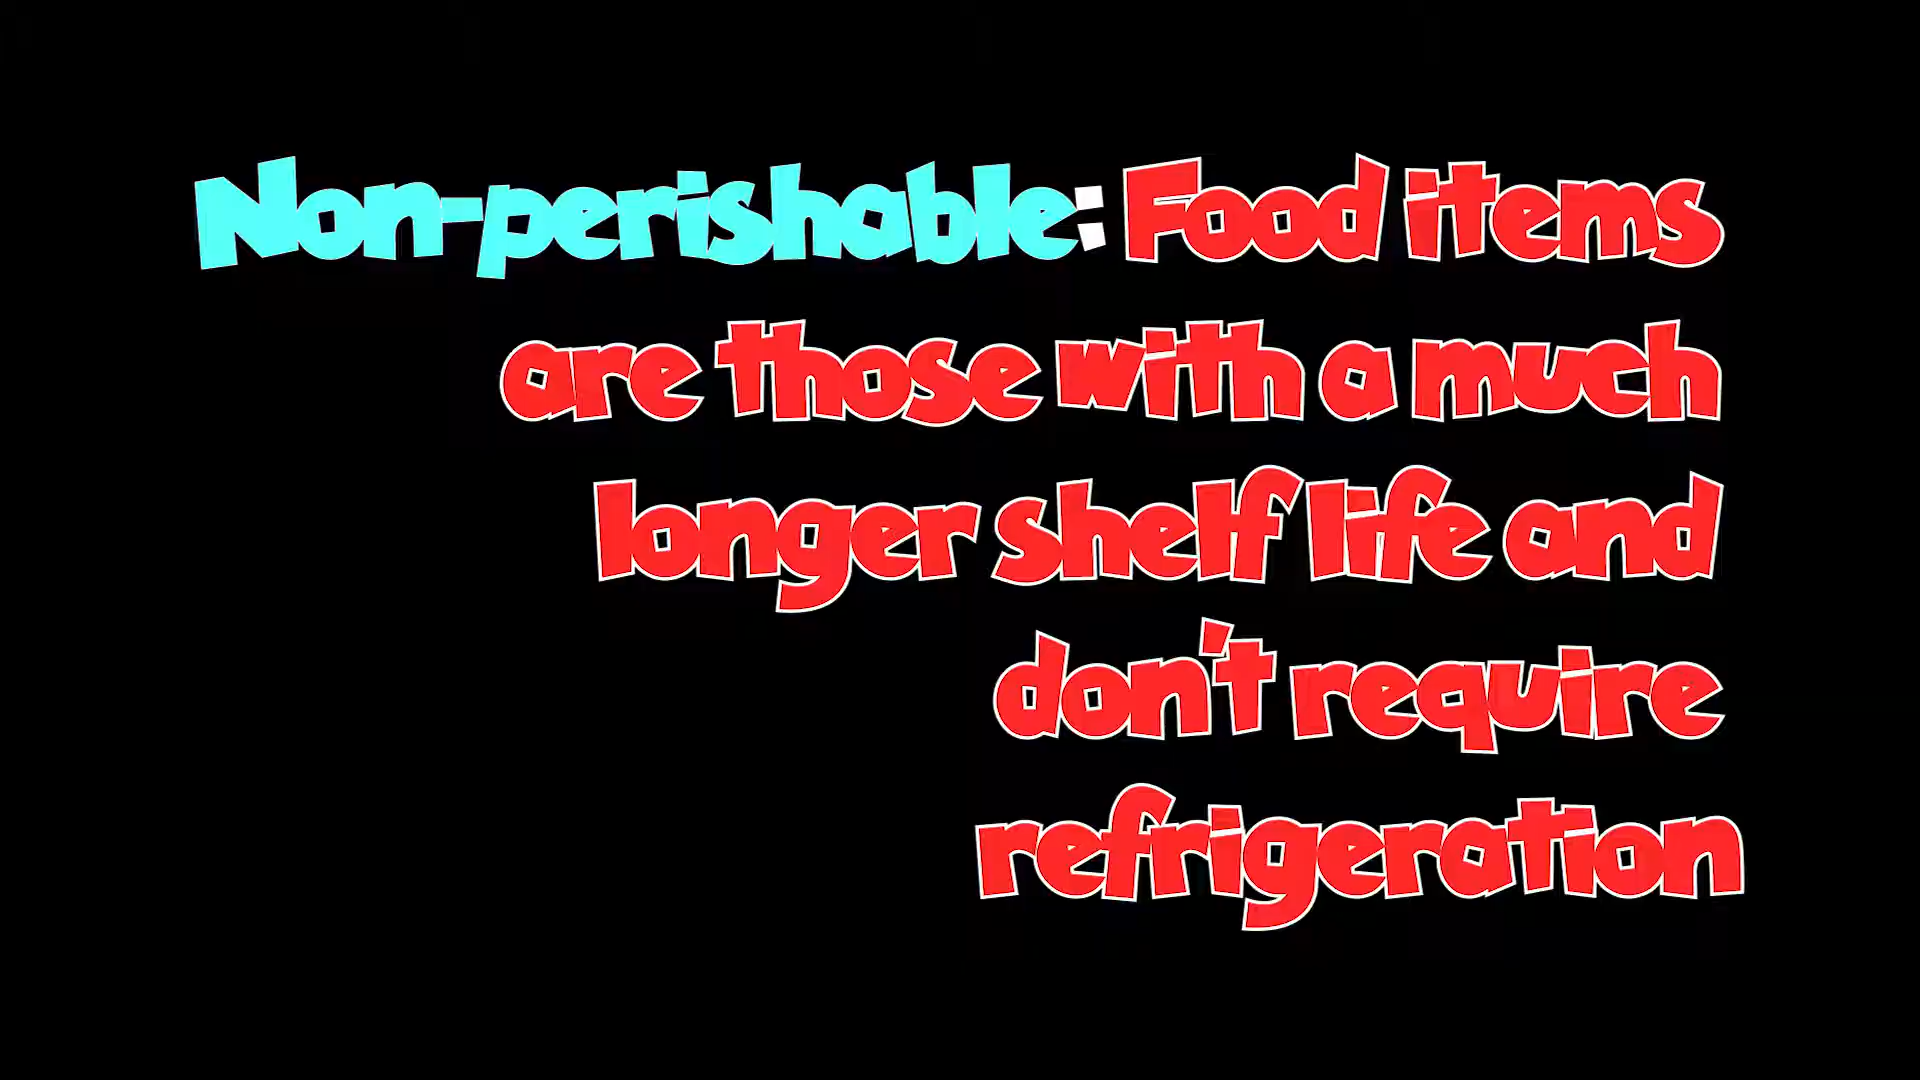 Non-perishable: Food items
are those with a much
longer shelf life and
don't require
refrigeration